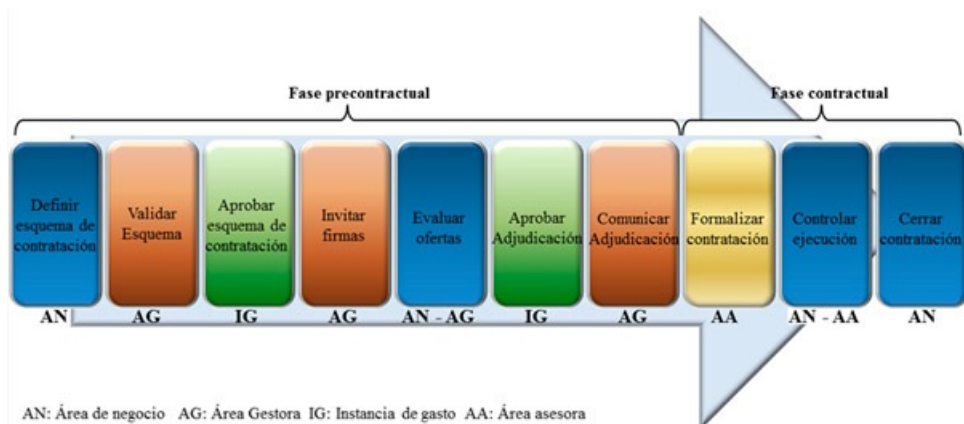 Fase precontractual
Fase contractual
Definir
esquema de
contratación
Validar
Esquema
Aprobar
esquema de
contratación
Invitar
firmas
Evaluar
ofertas
Aprobar
Adjudicación
Comunicar
Adjudicación
Formalizar
contratación
Controlar
ejecución
Cerrar
contratación
AN
AG
IG
AG
AN - AG
IG
AG
AA
AN - AA
AN
AN: Área de negocio AG: Área Gestora IG: Instancia de gasto AA: Área asesora